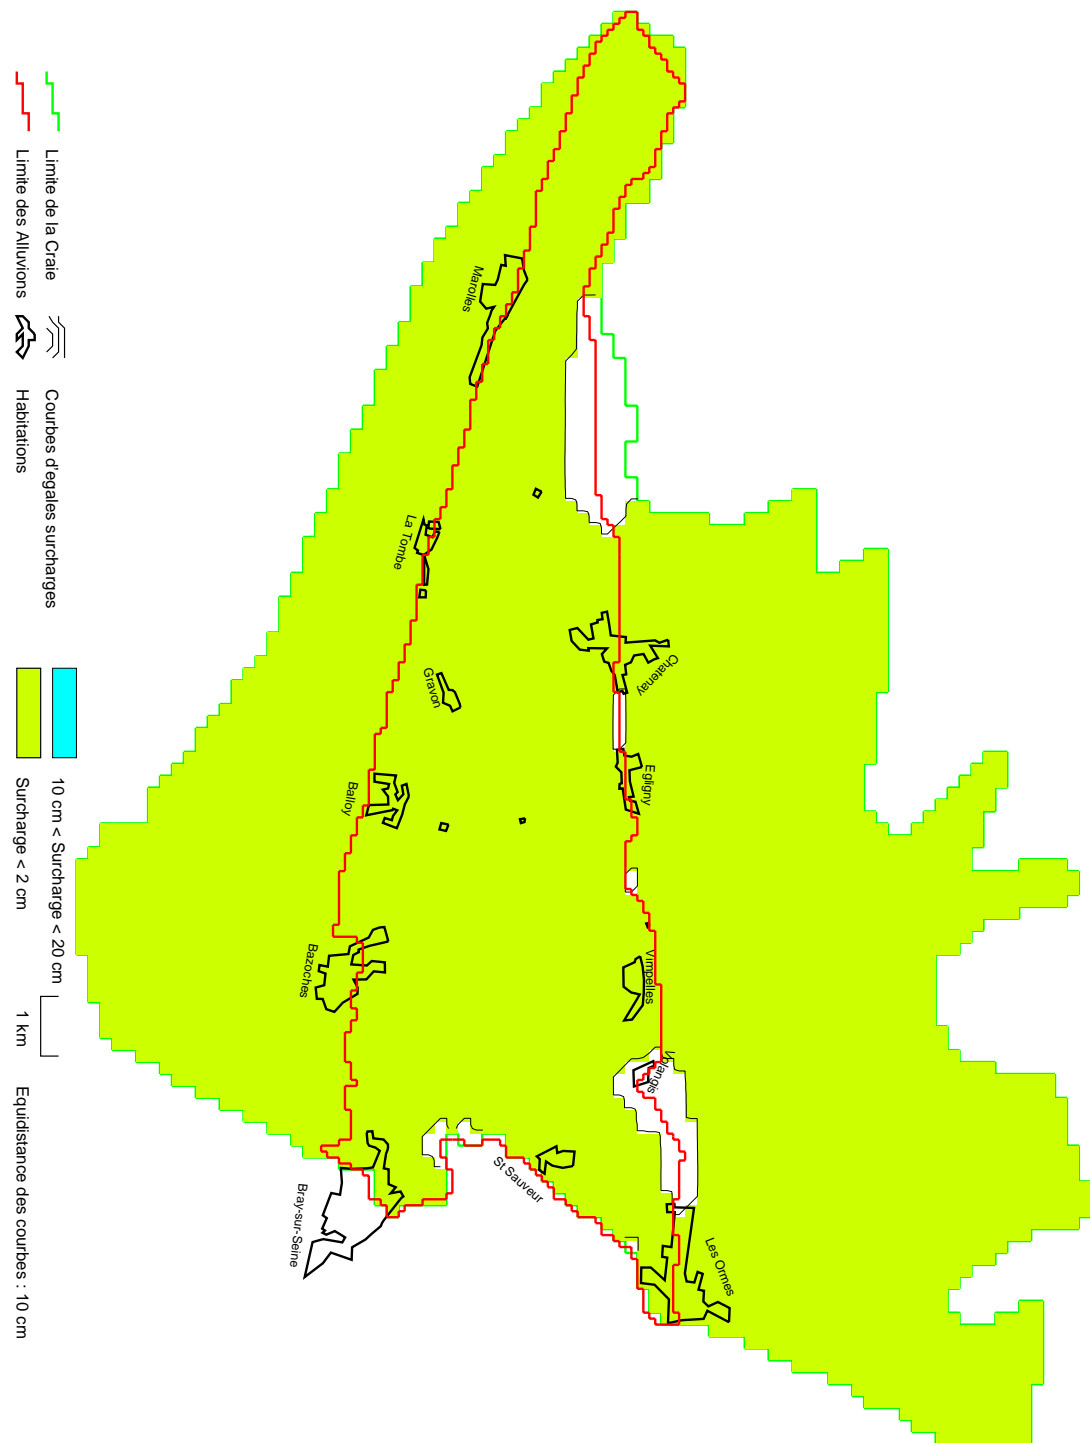 Marolles
La Tombe
Gravon
Balloy
Bazoches
Bray-sur-Seine
Chatenay
Egligny
Vimpelles
Volangis
St Sauveur
Les Ormes
Limite de la Craie
Limite des Alluvions
Courbes d'egales surcharges
Habitations
10 cm < Surcharge < 20 cm
Surcharge < 2 cm
1 km
Equidistance des courbes : 10 cm